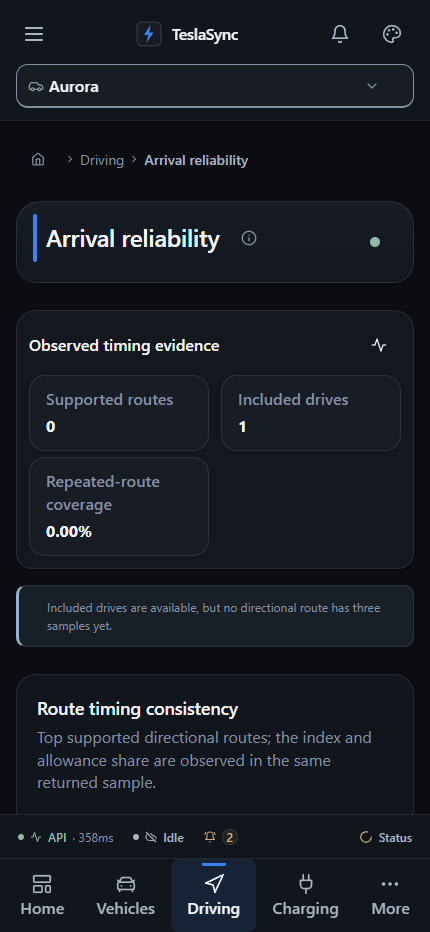 TeslaSync
Aurora
Driving
Arrival reliability
Arrival reliability
Observed timing evidence
Supported routes
0
Included drives
1
Repeated-route
coverage
0.00%
Included drives are available, but no directional route has three
samples yet.
Route timing consistency
Top supported directional routes; the index and
allowance share are observed in the same
returned sample.
API · 358ms
Idle
2
Status
Home
Vehicles
Driving
Charging
More